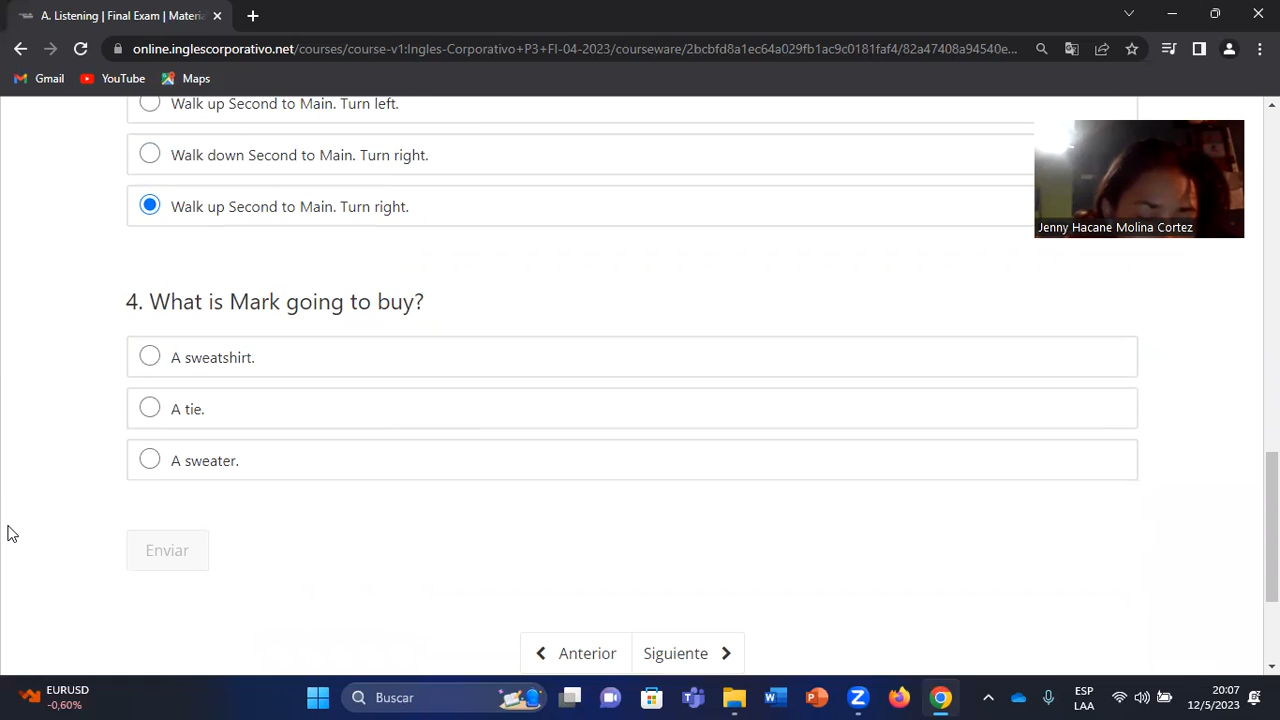 A. Listening | Final Exam | Materia
online.inglescorporativo.net/courses/course-v1:Ingles-Corporativo+P3+FI-04-2023/courseware/2bcbfd8a1ec64a029fb1ac9c0181faf4/82a47408a94540e...
Gmail YouTube Maps
Walk up Second to Main. Turn left.
Walk down Second to Main. Turn right.
Walk up Second to Main. Turn right.
Jenny Hacane Molina Cortez
4. What is Mark going to buy?
A sweatshirt.
A tie.
A sweater.
Enviar
Anterior Siguiente
EURUSD
-0,60%
Buscar
ESP
LAA
20:07
12/5/2023